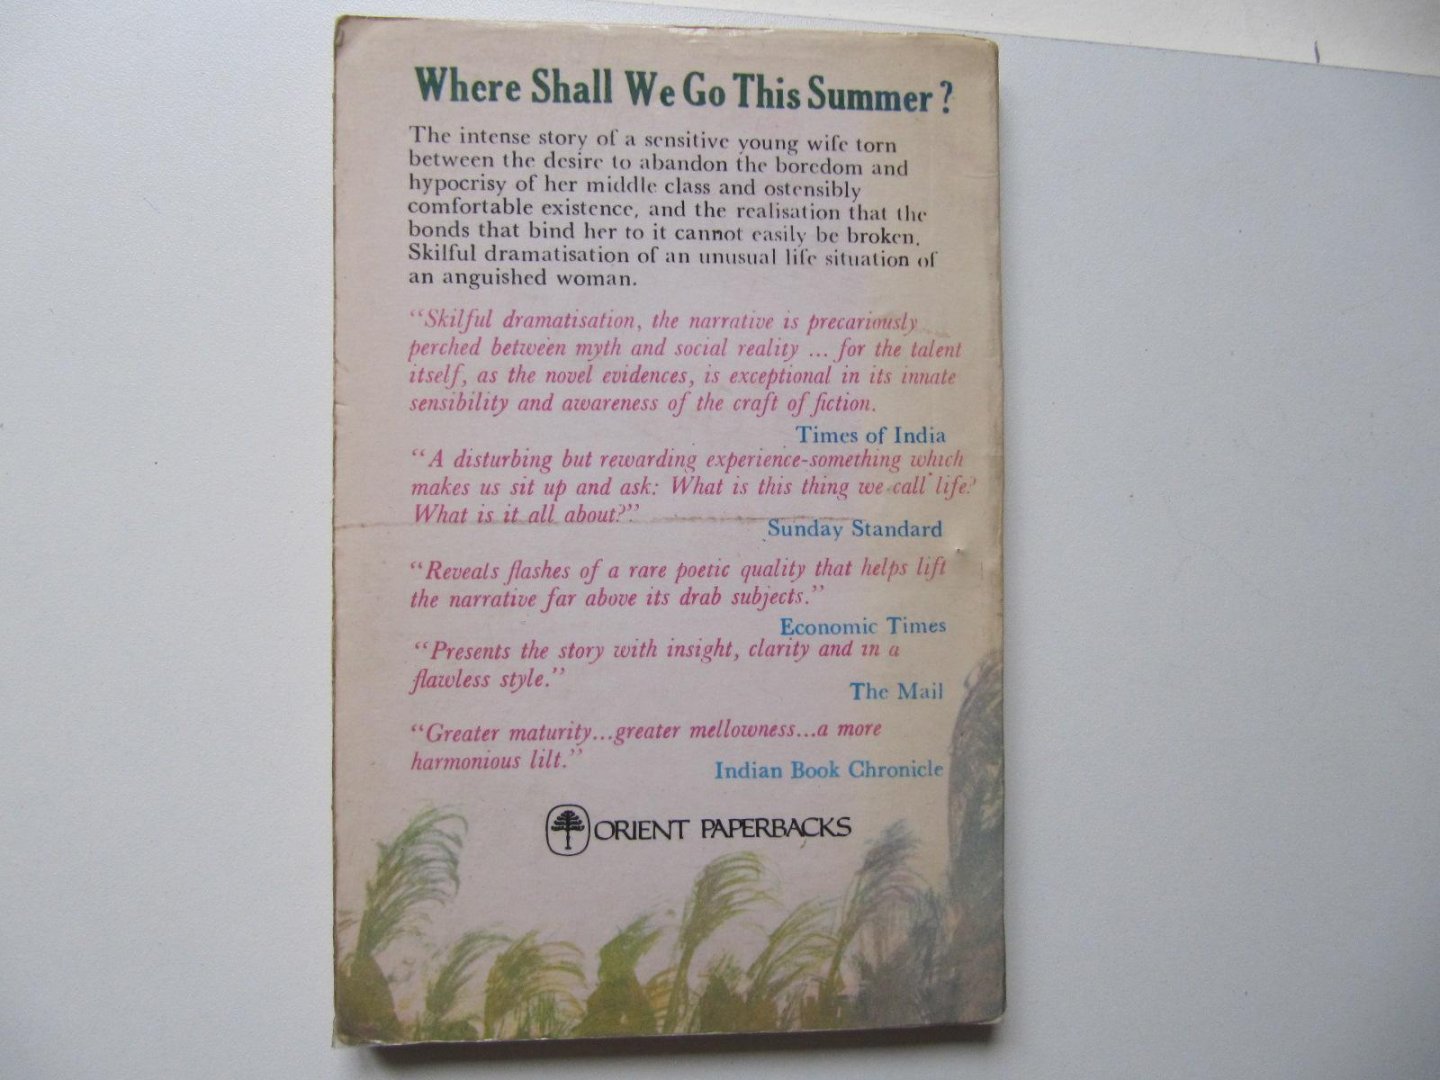 Where Shall We Go This Summer?
The intense story of a sensitive young wife torn
between the desire to abandon the boredom and
hypocrisy of her middle class and ostensibly
comfortable existence, and the realisation that the
bonds that bind her to it cannot easily be broken.
Skilful dramatisation of an unusual life situation of
an anguished woman.
“Skilful dramatisation, the narrative is precariously
perched between myth and social reality ... for the talent
itself, as the novel evidences, is exceptional in its innate
sensibility and awareness of the craft of fiction.
Times of India
“A disturbing but rewarding experience-something which
makes us sit up and ask: What is this thing we call life?
What is it all about?”
Sunday Standard
“Reveals flashes of a rare poetic quality that helps lift
the narrative far above its drab subjects.”
Economic Times
“Presents the story with insight, clarity and in a
flawless style.”
The Mail
“Greater maturity...greater mellowness...a more
harmonious lilt.”
Indian Book Chronicle
ORIENT PAPERBACKS